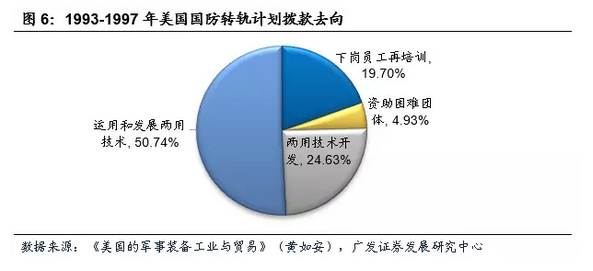 图 6：1993-1997 年美国国防转轨计划拨款去向
下岗员工再培训,
19.70%
资助困难团
体, 4.93%
运用和发展两用
技术, 50.74%
两用技术开
发, 24.63%
数据来源：《美国的军事装备工业与贸易》（黄如安），广发证券发展研究中心